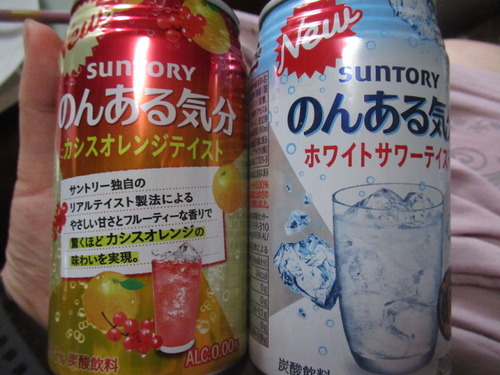 New
SUNTORY
のんある気分
カシスオレンジテイスト
サントリー独自の
リアルテイスト製法による
やさしい甘さとフルーティーな香りで
驚くほどカシスオレンジの
味わいを実現。
ALC.0.00%
炭酸飲料
New
SUNTORY
のんある気分
ホワイトサワーテイス
炭酸飲料